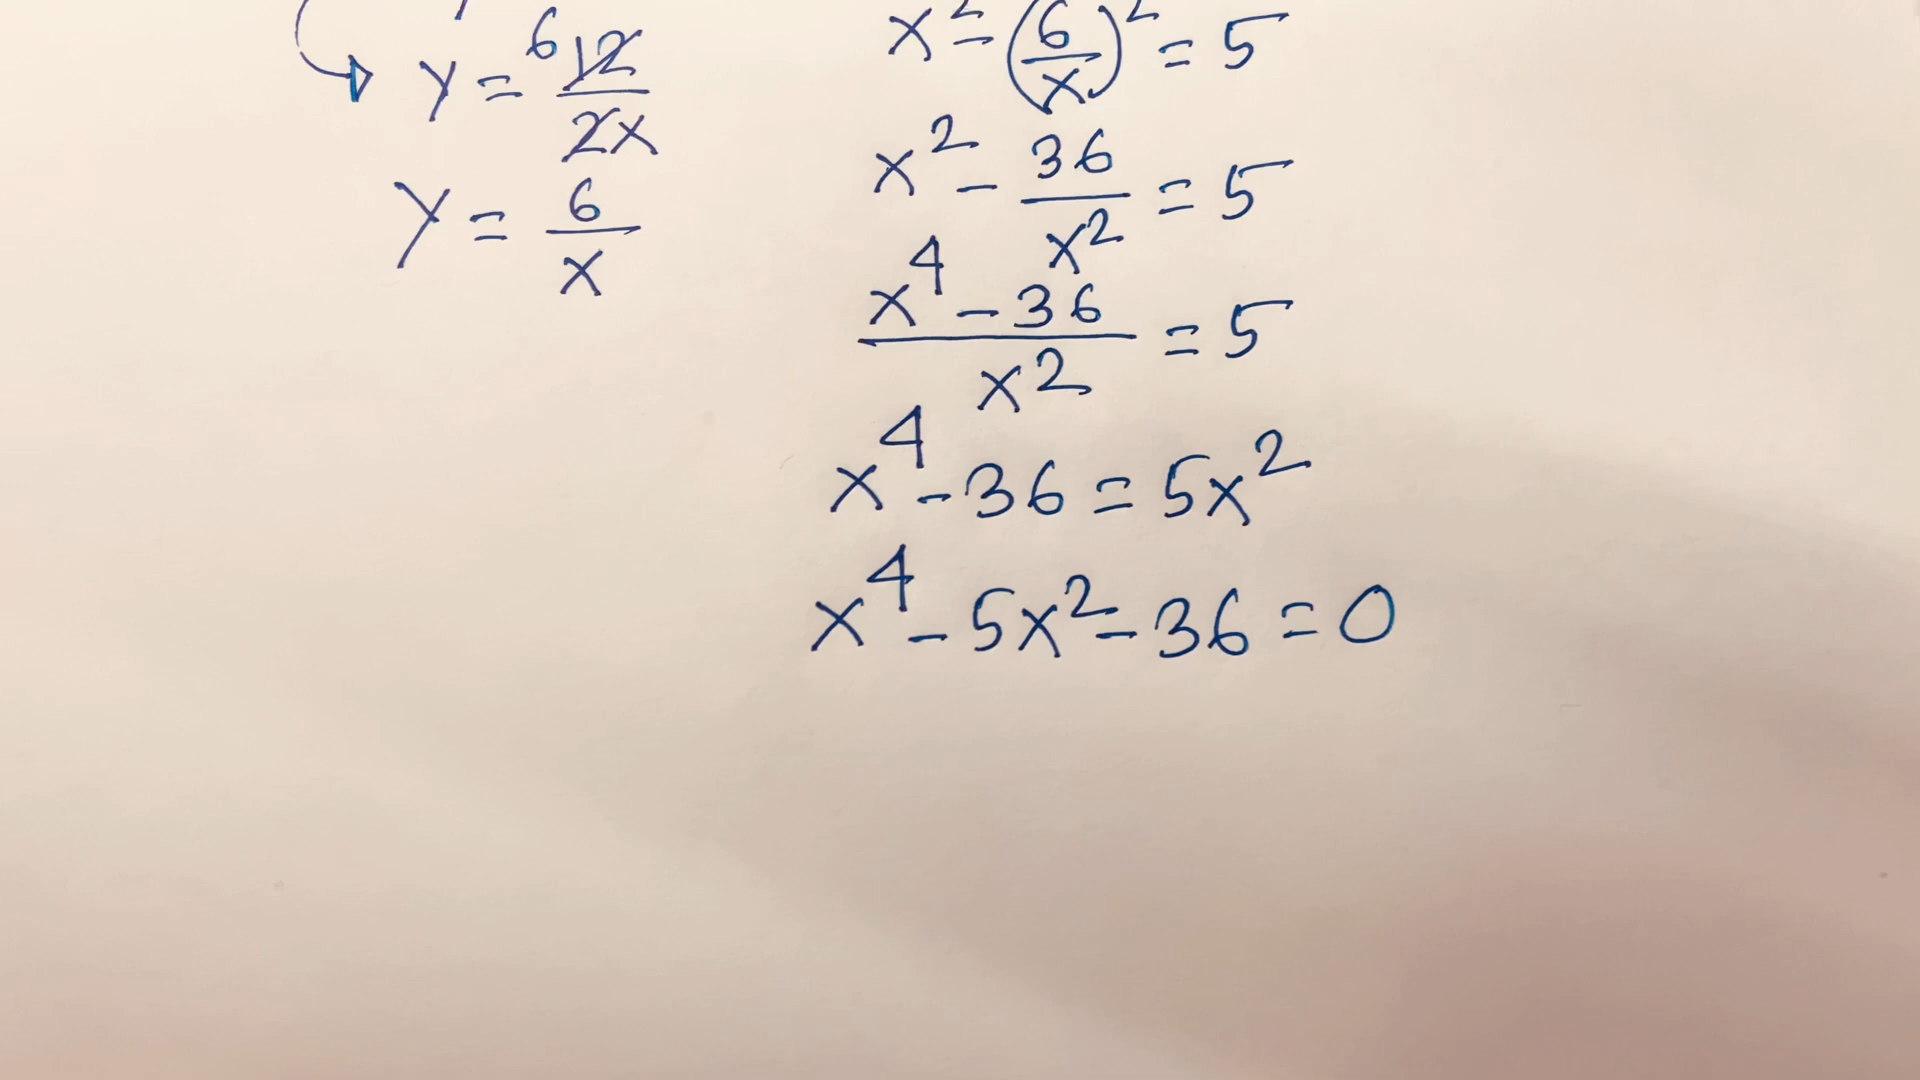 y = 6 12/2x
y = 6/x
x² - (6/x)² = 5
x² - 36/x² = 5
x⁴ - 36/x² = 5
x⁴ - 36 = 5x²
x⁴ - 5x² - 36 = 0